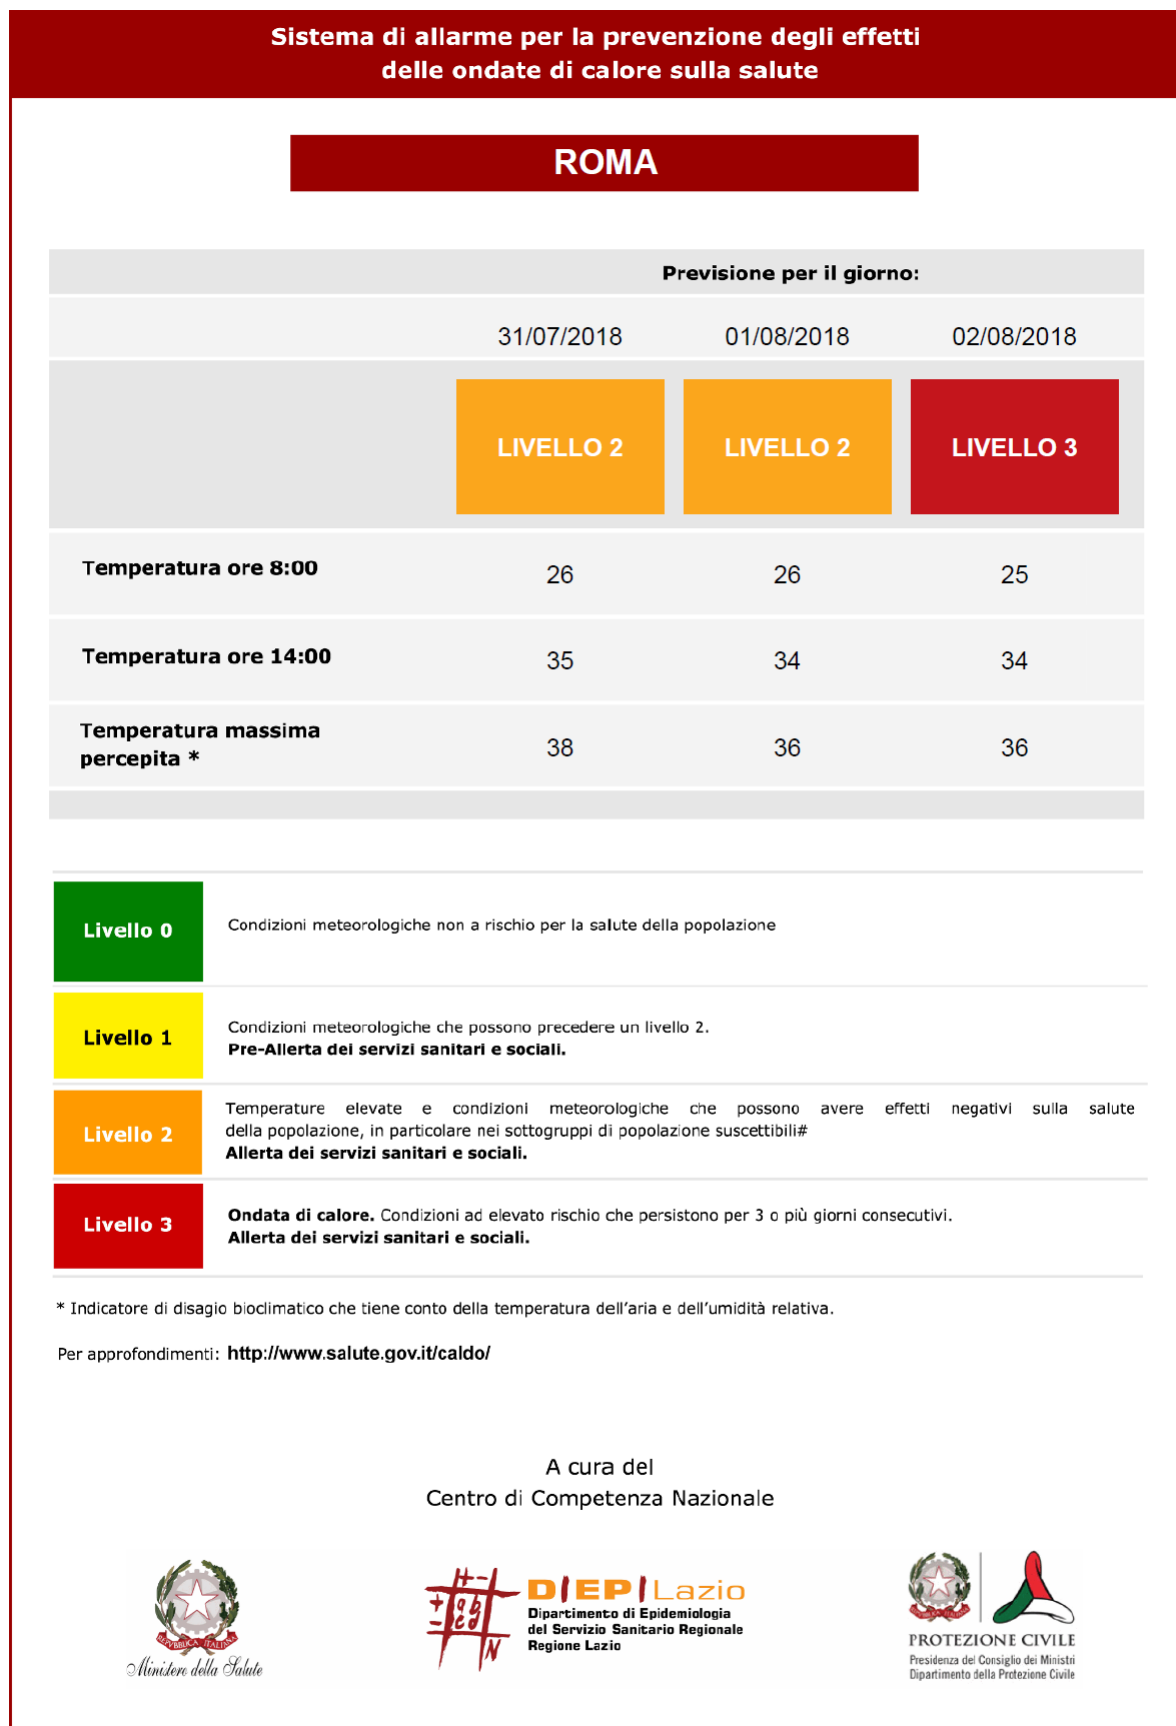 Sistema di allarme per la prevenzione degli effetti
delle ondate di calore sulla salute
ROMA
Previsione per il giorno:
31/07/2018 01/08/2018 02/08/2018
LIVELLO 2 LIVELLO 2 LIVELLO 3
Temperatura ore 8:00 26 26 25
Temperatura ore 14:00 35 34 34
Temperatura massima
percepita * 38 36 36
Livello 0 Condizioni meteorologiche non a rischio per la salute della popolazione
Livello 1 Condizioni meteorologiche che possono precedere un livello 2.
Pre-Allerta dei servizi sanitari e sociali.
Livello 2 Temperature elevate e condizioni meteorologiche che possono avere effetti negativi sulla salute
della popolazione, in particolare nei sottogruppi di popolazione suscettibili#
Allerta dei servizi sanitari e sociali.
Livello 3 Ondata di calore. Condizioni ad elevato rischio che persistono per 3 o più giorni consecutivi.
Allerta dei servizi sanitari e sociali.
* Indicatore di disagio bioclimatico che tiene conto della temperatura dell'aria e dell'umidità relativa.
Per approfondimenti: http://www.salute.gov.it/caldo/
A cura del
Centro di Competenza Nazionale
REPVBBLICA ITALIANA
Ministero della Salute
D|EP|Lazio
Dipartimento di Epidemiologia
del Servizio Sanitario Regionale
Regione Lazio
PROTEZIONE CIVILE
Presidenza del Consiglio dei Ministri
Dipartimento della Protezione Civile